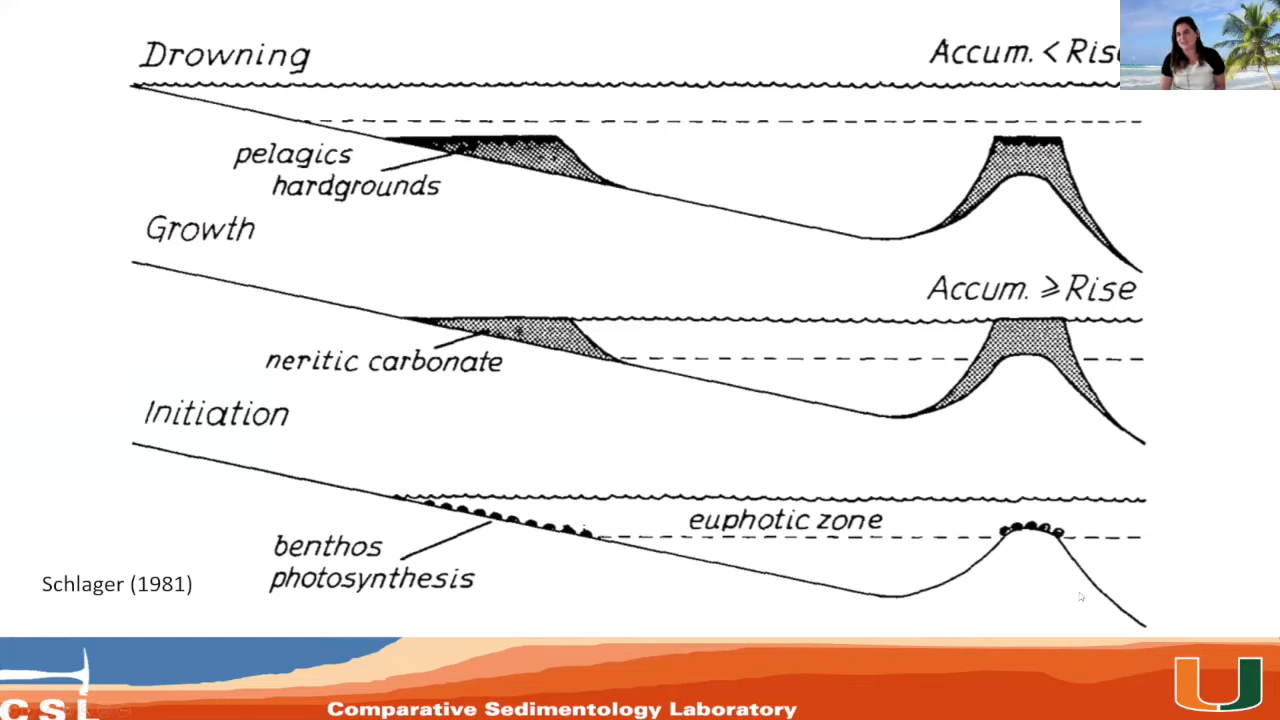 Drowning
Accum. < Rise
pelagics
hardgrounds
Growth
Accum. ⩾ Rise
neritic carbonate
Initiation
euphotic zone
benthos
photosynthesis
Schlager (1981)
CSL
Comparative Sedimentology Laboratory
U